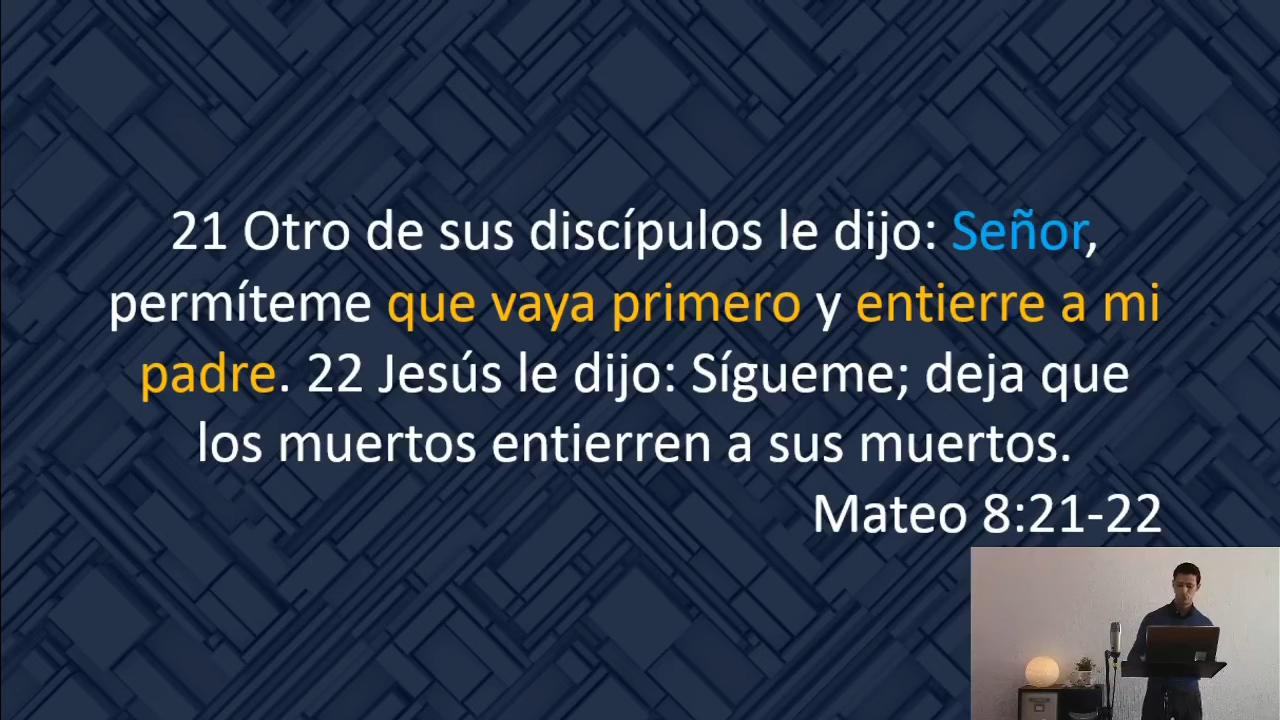 21 Otro de sus discípulos le dijo: Señor,
permíteme que vaya primero y entierre a mi
padre. 22 Jesús le dijo: Sígueme; deja que
los muertos entierren a sus muertos.
Mateo 8:21-22